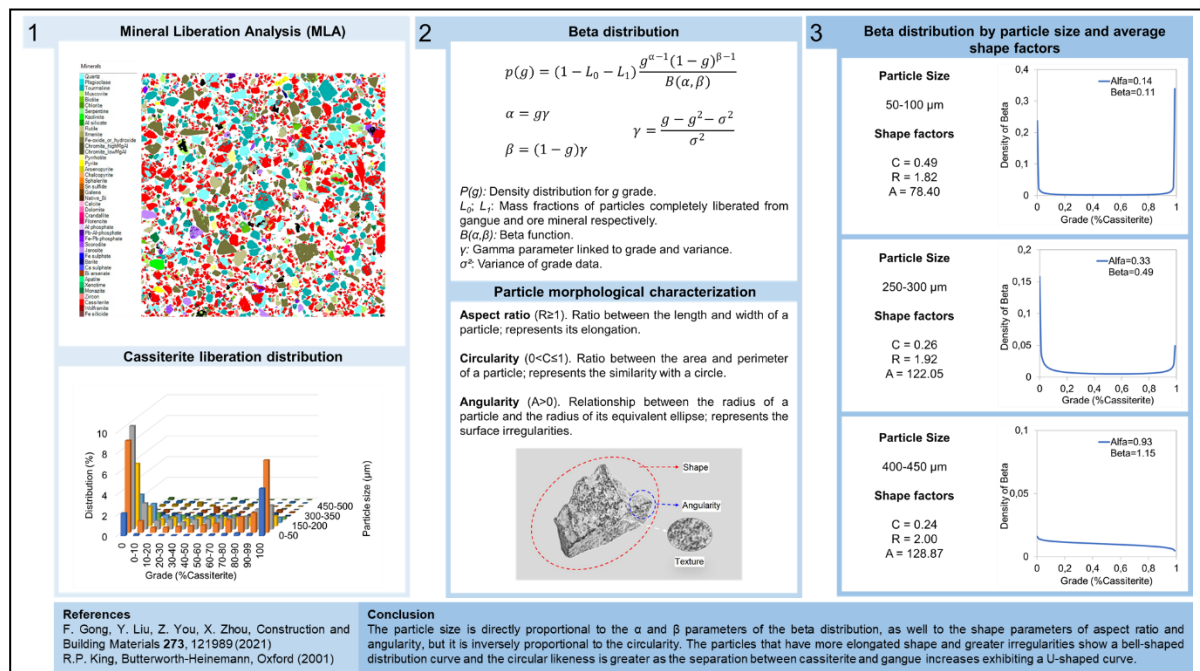 1
Mineral Liberation Analysis (MLA)
Minerals
Quartz
Plagioclase
Tourmaline
Muscovite
Biotite
Chlorite
Serpentine
Kaolinite
Al silicate
Rutile
Ilmenite
Fe-oxide_or_hydroxide
Chromite_highMgAl
Chromite_lowMgAl
Pyrrhotite
Pyrite
Arsenopyrite
Chalcopyrite
Sphalerite
Sn sulfide
Galena
Native_Bi
Calcite
Dolomite
Crandallite
Florencite
Al phosphate
Pb-Al-phosphate
Fe-Pb-phosphate
Scorodite
Jarosite
Fe sulphate
Barite
Ca sulphate
Bi arsenate
Apatite
Xenotime
Monazite
Zircon
Cassiterite
Wolframite
Fe silicide
Cassiterite liberation distribution
Distribution (%)
10
8
6
4
2
0
0
0-10
10-20
20-30
30-40
40-50
50-60
60-70
70-80
80-90
90-99
100
Grade (%Cassiterite)
450-500
300-350
150-200
0-50
Particle size (µm)
2
Beta distribution
p(g) = (1 − L₀ − L₁) g^{α−1}(1 − g)^{β−1} / B(α, β)
α = gγ
γ = g − g² − σ² / σ²
β = (1 − g)γ
P(g): Density distribution for g grade.
L₀; L₁: Mass fractions of particles completely liberated from
gangue and ore mineral respectively.
B(α,β): Beta function.
γ: Gamma parameter linked to grade and variance.
σ²: Variance of grade data.
Particle morphological characterization
Aspect ratio (R≥1). Ratio between the length and width of a
particle; represents its elongation.
Circularity (0<C≤1). Ratio between the area and perimeter
of a particle; represents the similarity with a circle.
Angularity (A>0). Relationship between the radius of a
particle and the radius of its equivalent ellipse; represents the
surface irregularities.
Shape
Angularity
Texture
3
Beta distribution by particle size and average
shape factors
Particle Size
50-100 µm
Shape factors
C = 0.49
R = 1.82
A = 78.40
Density of Beta
0,4
0,3
0,2
0,1
0
Alfa=0.14
Beta=0.11
0
0,2
0,4
0,6
0,8
1
Grade (%Cassiterite)
Particle Size
250-300 µm
Shape factors
C = 0.26
R = 1.92
A = 122.05
Density of Beta
0,2
0,15
0,1
0,05
0
Alfa=0.33
Beta=0.49
0
0,2
0,4
0,6
0,8
1
Grade (%Cassiterite)
Particle Size
400-450 µm
Shape factors
C = 0.24
R = 2.00
A = 128.87
Density of Beta
0,1
0,05
0
Alfa=0.93
Beta=1.15
0
0,2
0,4
0,6
0,8
1
Grade (%Cassiterite)
References
F. Gong, Y. Liu, Z. You, X. Zhou, Construction and
Building Materials 273, 121989 (2021)
R.P. King, Butterworth-Heinemann, Oxford (2001)
Conclusion
The particle size is directly proportional to the α and β parameters of the beta distribution, as well to the shape parameters of aspect ratio and
angularity, but it is inversely proportional to the circularity. The particles that have more elongated shape and greater irregularities show a bell-shaped
distribution curve and the circular likeness is greater as the separation between cassiterite and gangue increases exhibiting a U-shaped curve.